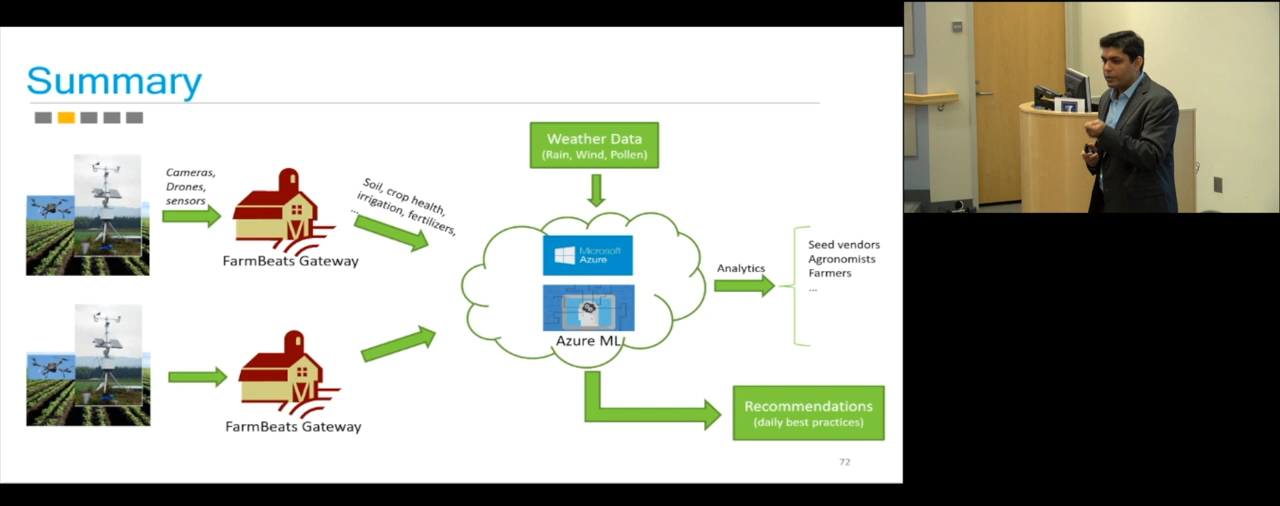 Summary
Weather Data
(Rain, Wind, Pollen)
Cameras,
Drones,
sensors
Soil, crop health,
irrigation, fertilizers,
...
FarmBeats Gateway
Microsoft
Azure
Azure ML
Analytics
Seed vendors
Agronomists
Farmers
...
FarmBeats Gateway
Recommendations
(daily best practices)
72